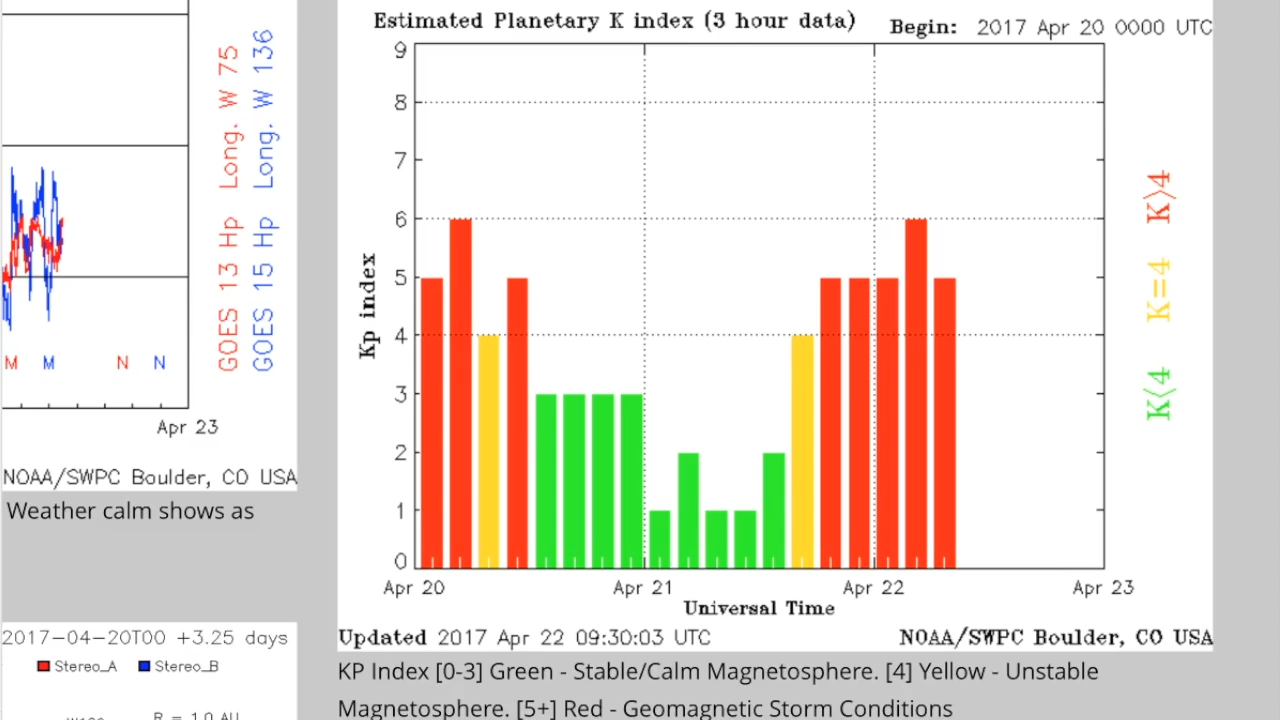 Estimated Planetary K index (3 hour data)
Begin: 2017 Apr 20 0000 UTC
9
8
7
6
5
4
3
2
1
0
Kp index
Apr 20
Apr 21
Apr 22
Apr 23
Universal Time
Updated 2017 Apr 22 09:30:03 UTC
NOAA/SWPC Boulder, CO USA
K>4
K=4
K<4
KP Index [0-3] Green - Stable/Calm Magnetosphere. [4] Yellow - Unstable
Magnetosphere. [5+] Red - Geomagnetic Storm Conditions
GOES 13 Hp Long. W 75
GOES 15 Hp Long. W 136
M
M
N
N
Apr 23
NOAA/SWPC Boulder, CO USA
Weather calm shows as
2017-04-20T00 +3.25 days
Stereo_A
Stereo_B
R = 1.0 AU